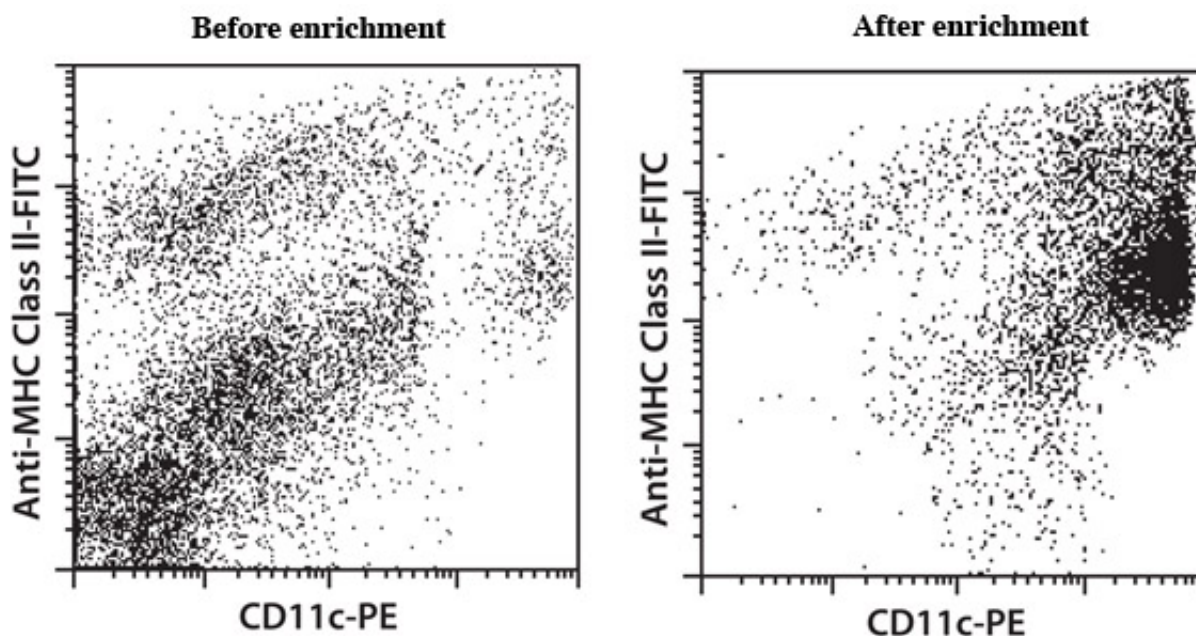 Before enrichment
Anti-MHC Class II-FITC
CD11c-PE
After enrichment
Anti-MHC Class II-FITC
CD11c-PE